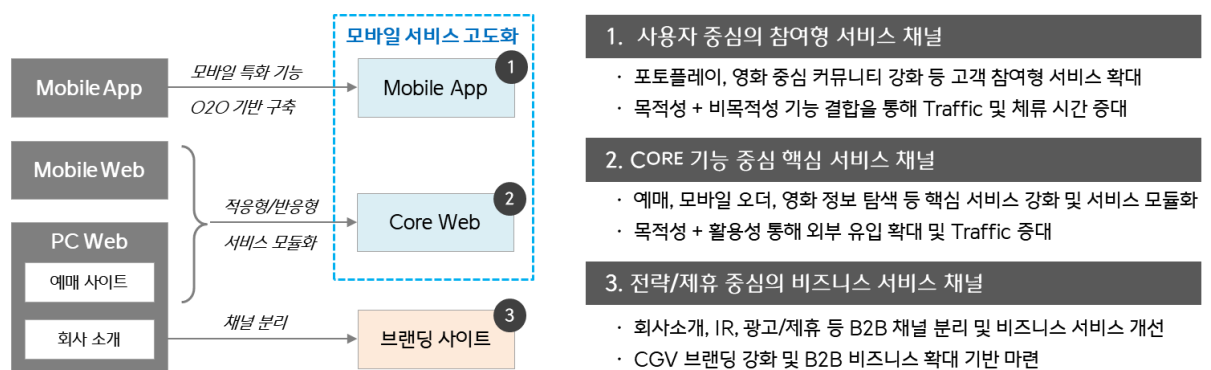 모바일 서비스 고도화
Mobile App
모바일 특화 기능
O2O 기반 구축
Mobile App
1
Mobile Web
PC Web
예매 사이트
회사 소개
적응형/반응형
서비스 모듈화
Core Web
2
채널 분리
브랜딩 사이트
3
1. 사용자 중심의 참여형 서비스 채널
· 포토플레이, 영화 중심 커뮤니티 강화 등 고객 참여형 서비스 확대
· 목적성 + 비목적성 기능 결합을 통해 Traffic 및 체류 시간 증대
2. CORE 기능 중심 핵심 서비스 채널
· 예매, 모바일 오더, 영화 정보 탐색 등 핵심 서비스 강화 및 서비스 모듈화
· 목적성 + 활용성 통해 외부 유입 확대 및 Traffic 증대
3. 전략/제휴 중심의 비즈니스 서비스 채널
· 회사소개, IR, 광고/제휴 등 B2B 채널 분리 및 비즈니스 서비스 개선
· CGV 브랜딩 강화 및 B2B 비즈니스 확대 기반 마련